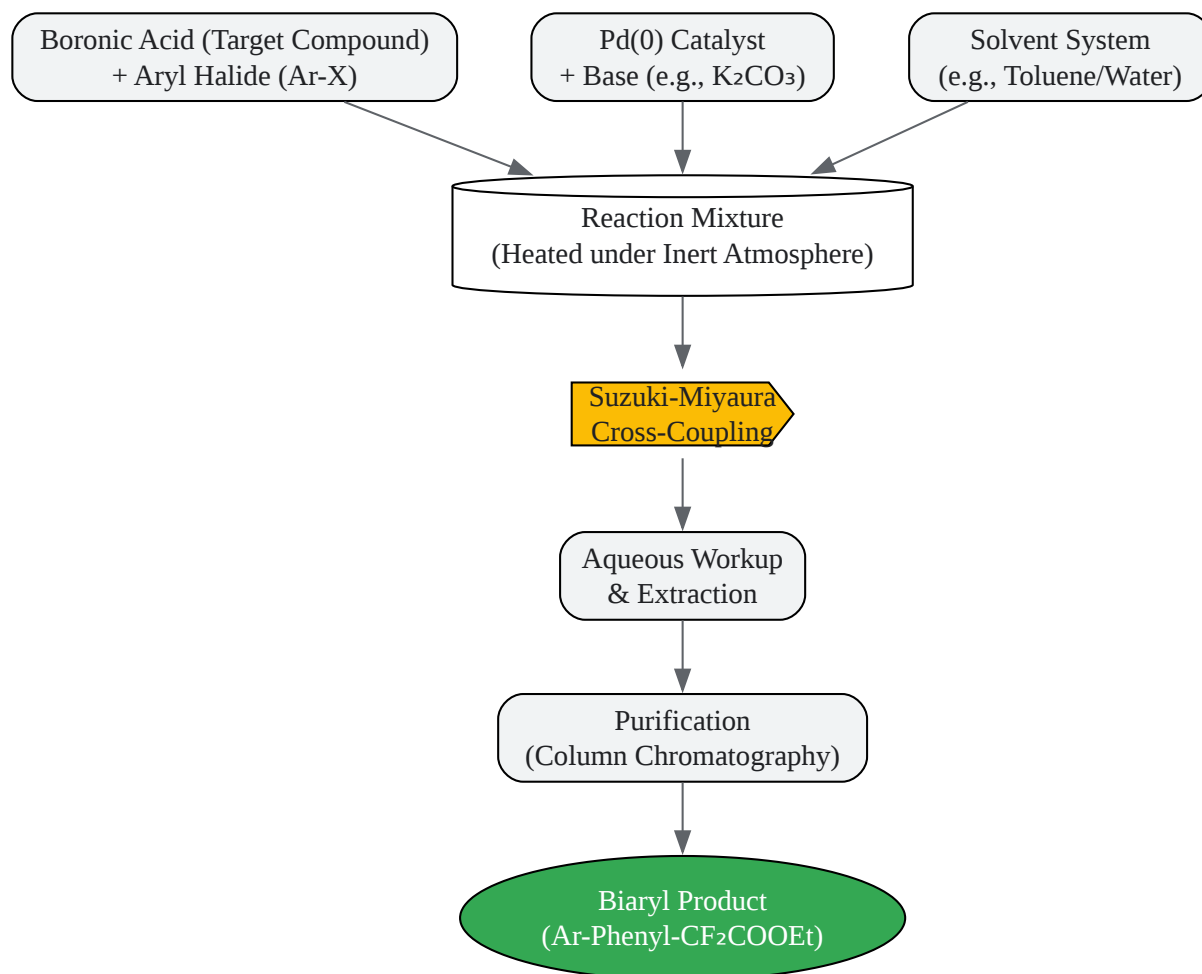 Boronic Acid (Target Compound)
+ Aryl Halide (Ar-X)
Pd(0) Catalyst
+ Base (e.g., K₂CO₃)
Solvent System
(e.g., Toluene/Water)
Reaction Mixture
(Heated under Inert Atmosphere)
Suzuki-Miyaura
Cross-Coupling
Aqueous Workup
& Extraction
Purification
(Column Chromatography)
Biaryl Product
(Ar-Phenyl-CF₂COOEt)